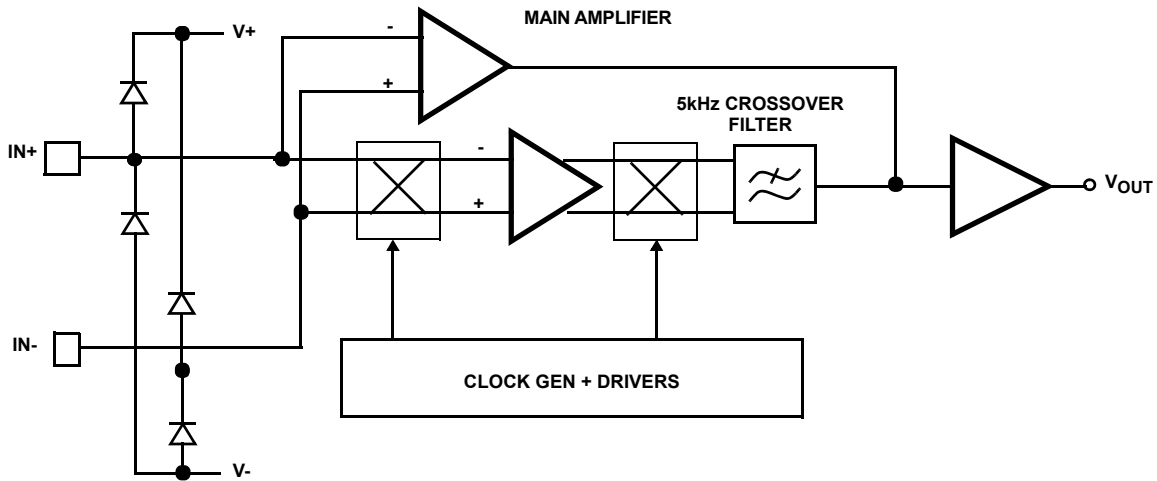 MAIN AMPLIFIER
V+
-
+
5kHz CROSSOVER
FILTER
IN+
-
+
VOUT
IN-
CLOCK GEN + DRIVERS
V-